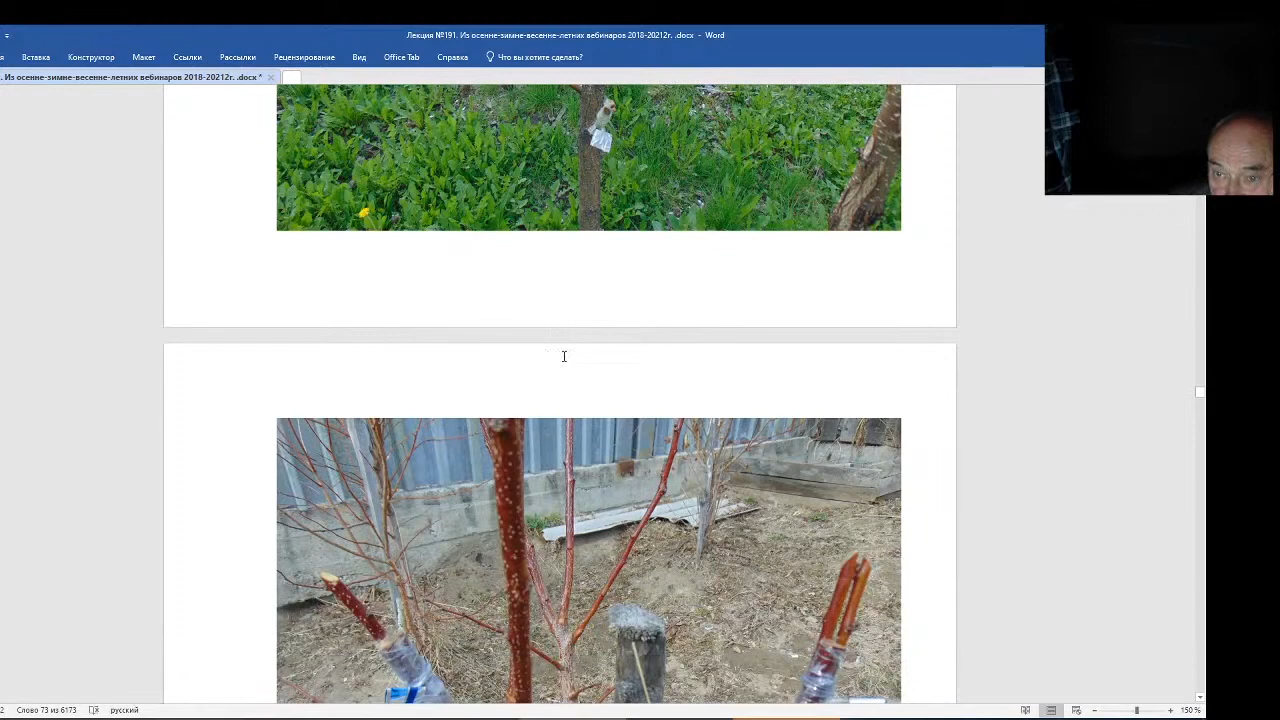 Лекция №191. Из осенне-зимне-весенне-летних вебинаров 2018-20212г. .docx - Word
я Вставка Конструктор Макет Ссылки Рассылки Рецензирование Вид Office Tab Справка Что вы хотите сделать?
. Из осенне-зимне-весенне-летних вебинаров 2018-20212г. .docx *
2 Слово 73 из 6173 русский 150 %